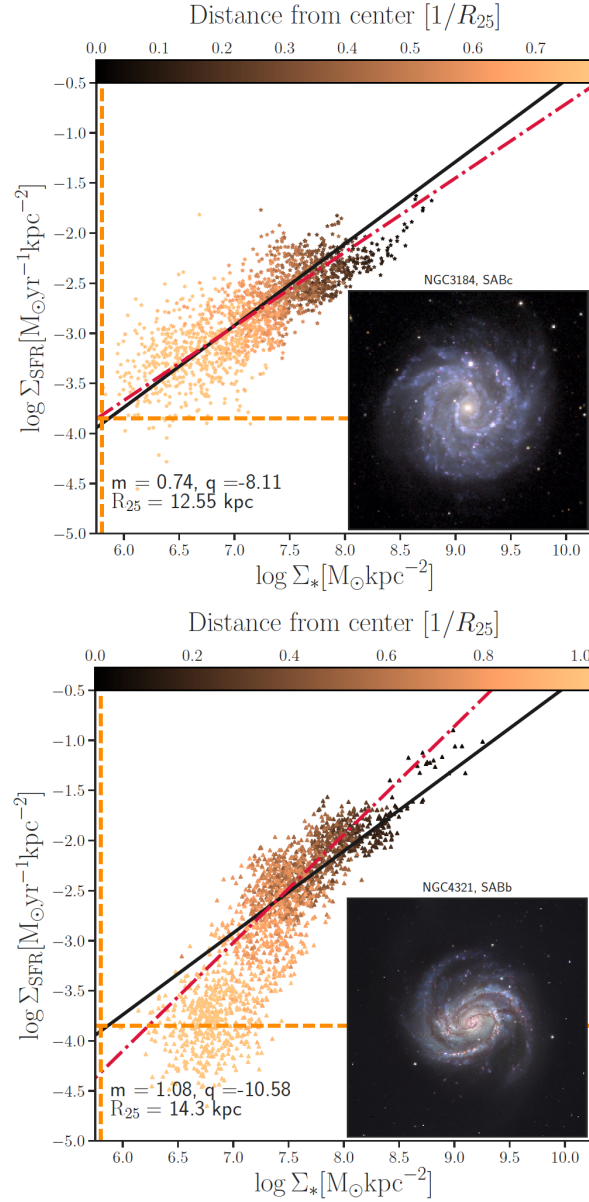 Distance from center [1/R₂₅]
0.0 0.1 0.2 0.3 0.4 0.5 0.6 0.7
−0.5
−1.0
−1.5
−2.0
−2.5
−3.0
−3.5
−4.0
−4.5
−5.0
log Σ_SFR[M⊙yr⁻¹kpc⁻²]
NGC3184, SABc
m = 0.74, q =-8.11
R₂₅ = 12.55 kpc
6.0 6.5 7.0 7.5 8.0 8.5 9.0 9.5 10.0
log Σ∗[M⊙kpc⁻²]
Distance from center [1/R₂₅]
0.0 0.2 0.4 0.6 0.8 1.0
−0.5
−1.0
−1.5
−2.0
−2.5
−3.0
−3.5
−4.0
−4.5
−5.0
log Σ_SFR[M⊙yr⁻¹kpc⁻²]
NGC4321, SABb
m = 1.08, q =-10.58
R₂₅ = 14.3 kpc
6.0 6.5 7.0 7.5 8.0 8.5 9.0 9.5 10.0
log Σ∗[M⊙kpc⁻²]